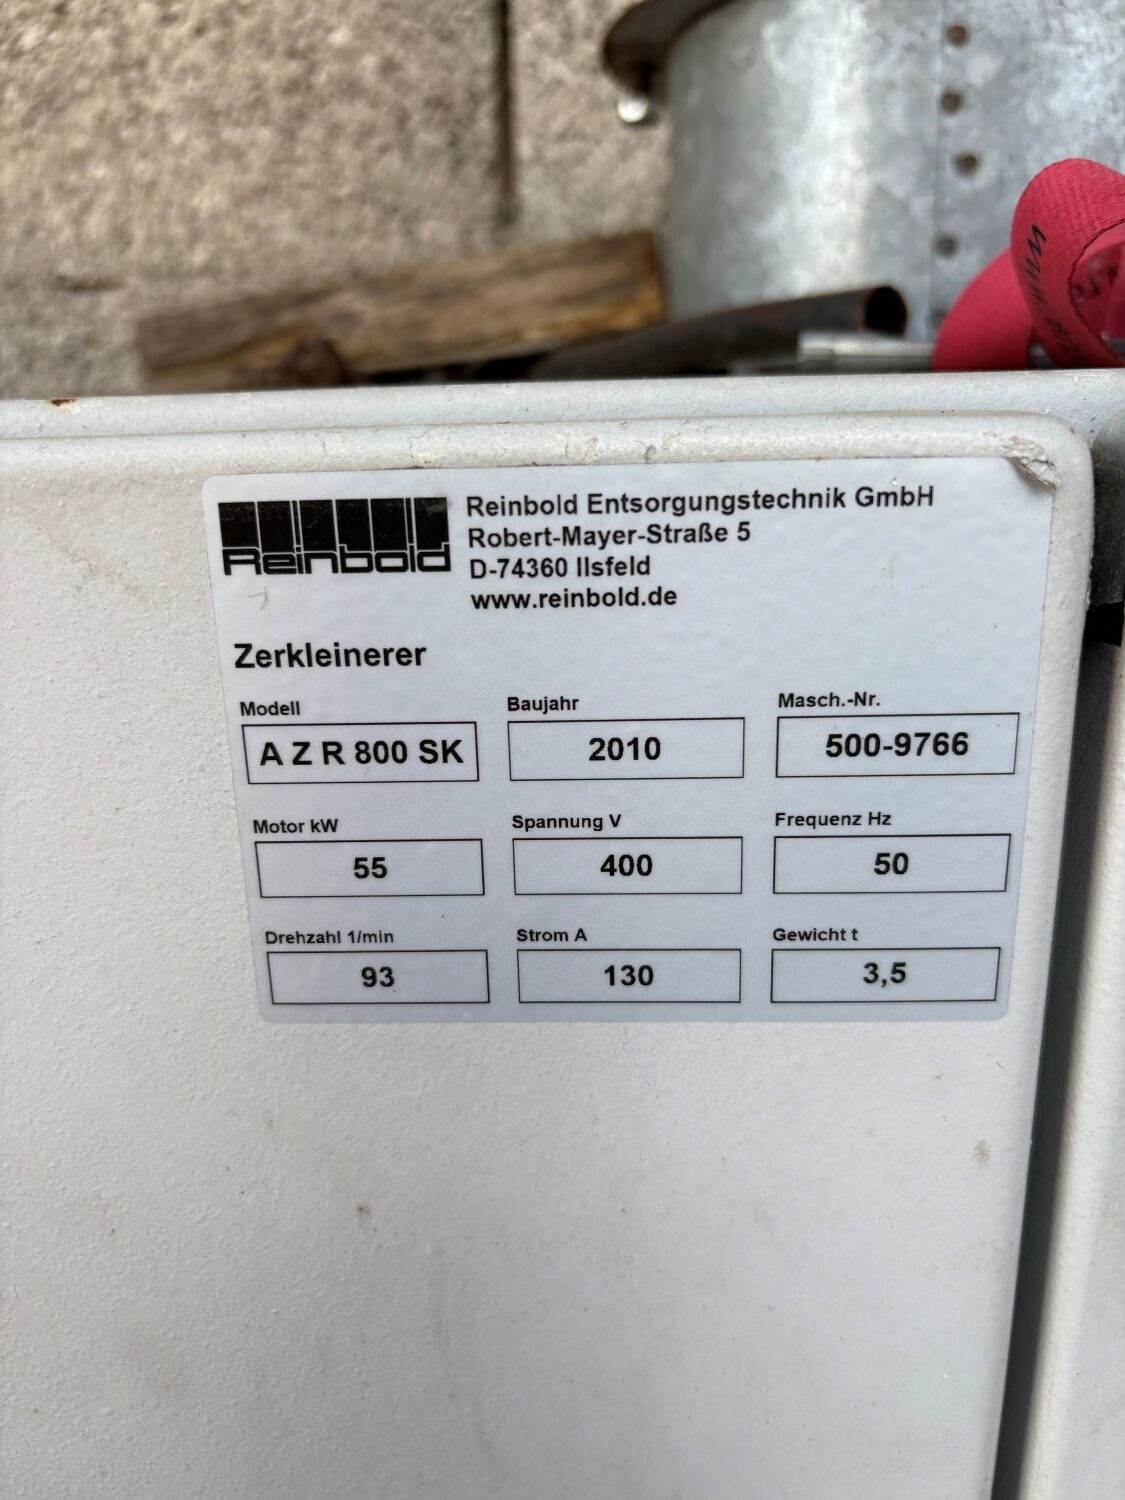 Reinbold
Reinbold Entsorgungstechnik GmbH
Robert-Mayer-Straße 5
D-74360 Ilsfeld
www.reinbold.de
Zerkleinerer
Modell Baujahr Masch.-Nr.
A Z R 800 SK 2010 500-9766
Motor kW Spannung V Frequenz Hz
55 400 50
Drehzahl 1/min Strom A Gewicht t
93 130 3,5